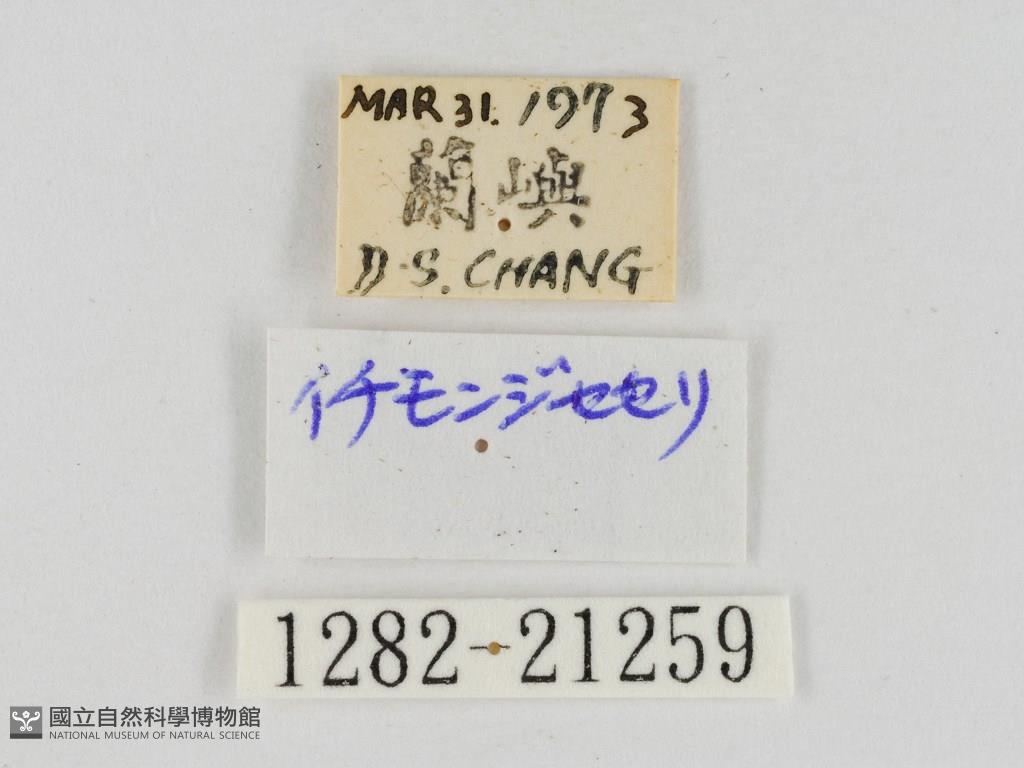 MAR 31. 1973
蘭嶼
D.S. CHANG
イチモンジセセリ
1282-21259
國立自然科學博物館
NATIONAL MUSEUM OF NATURAL SCIENCE